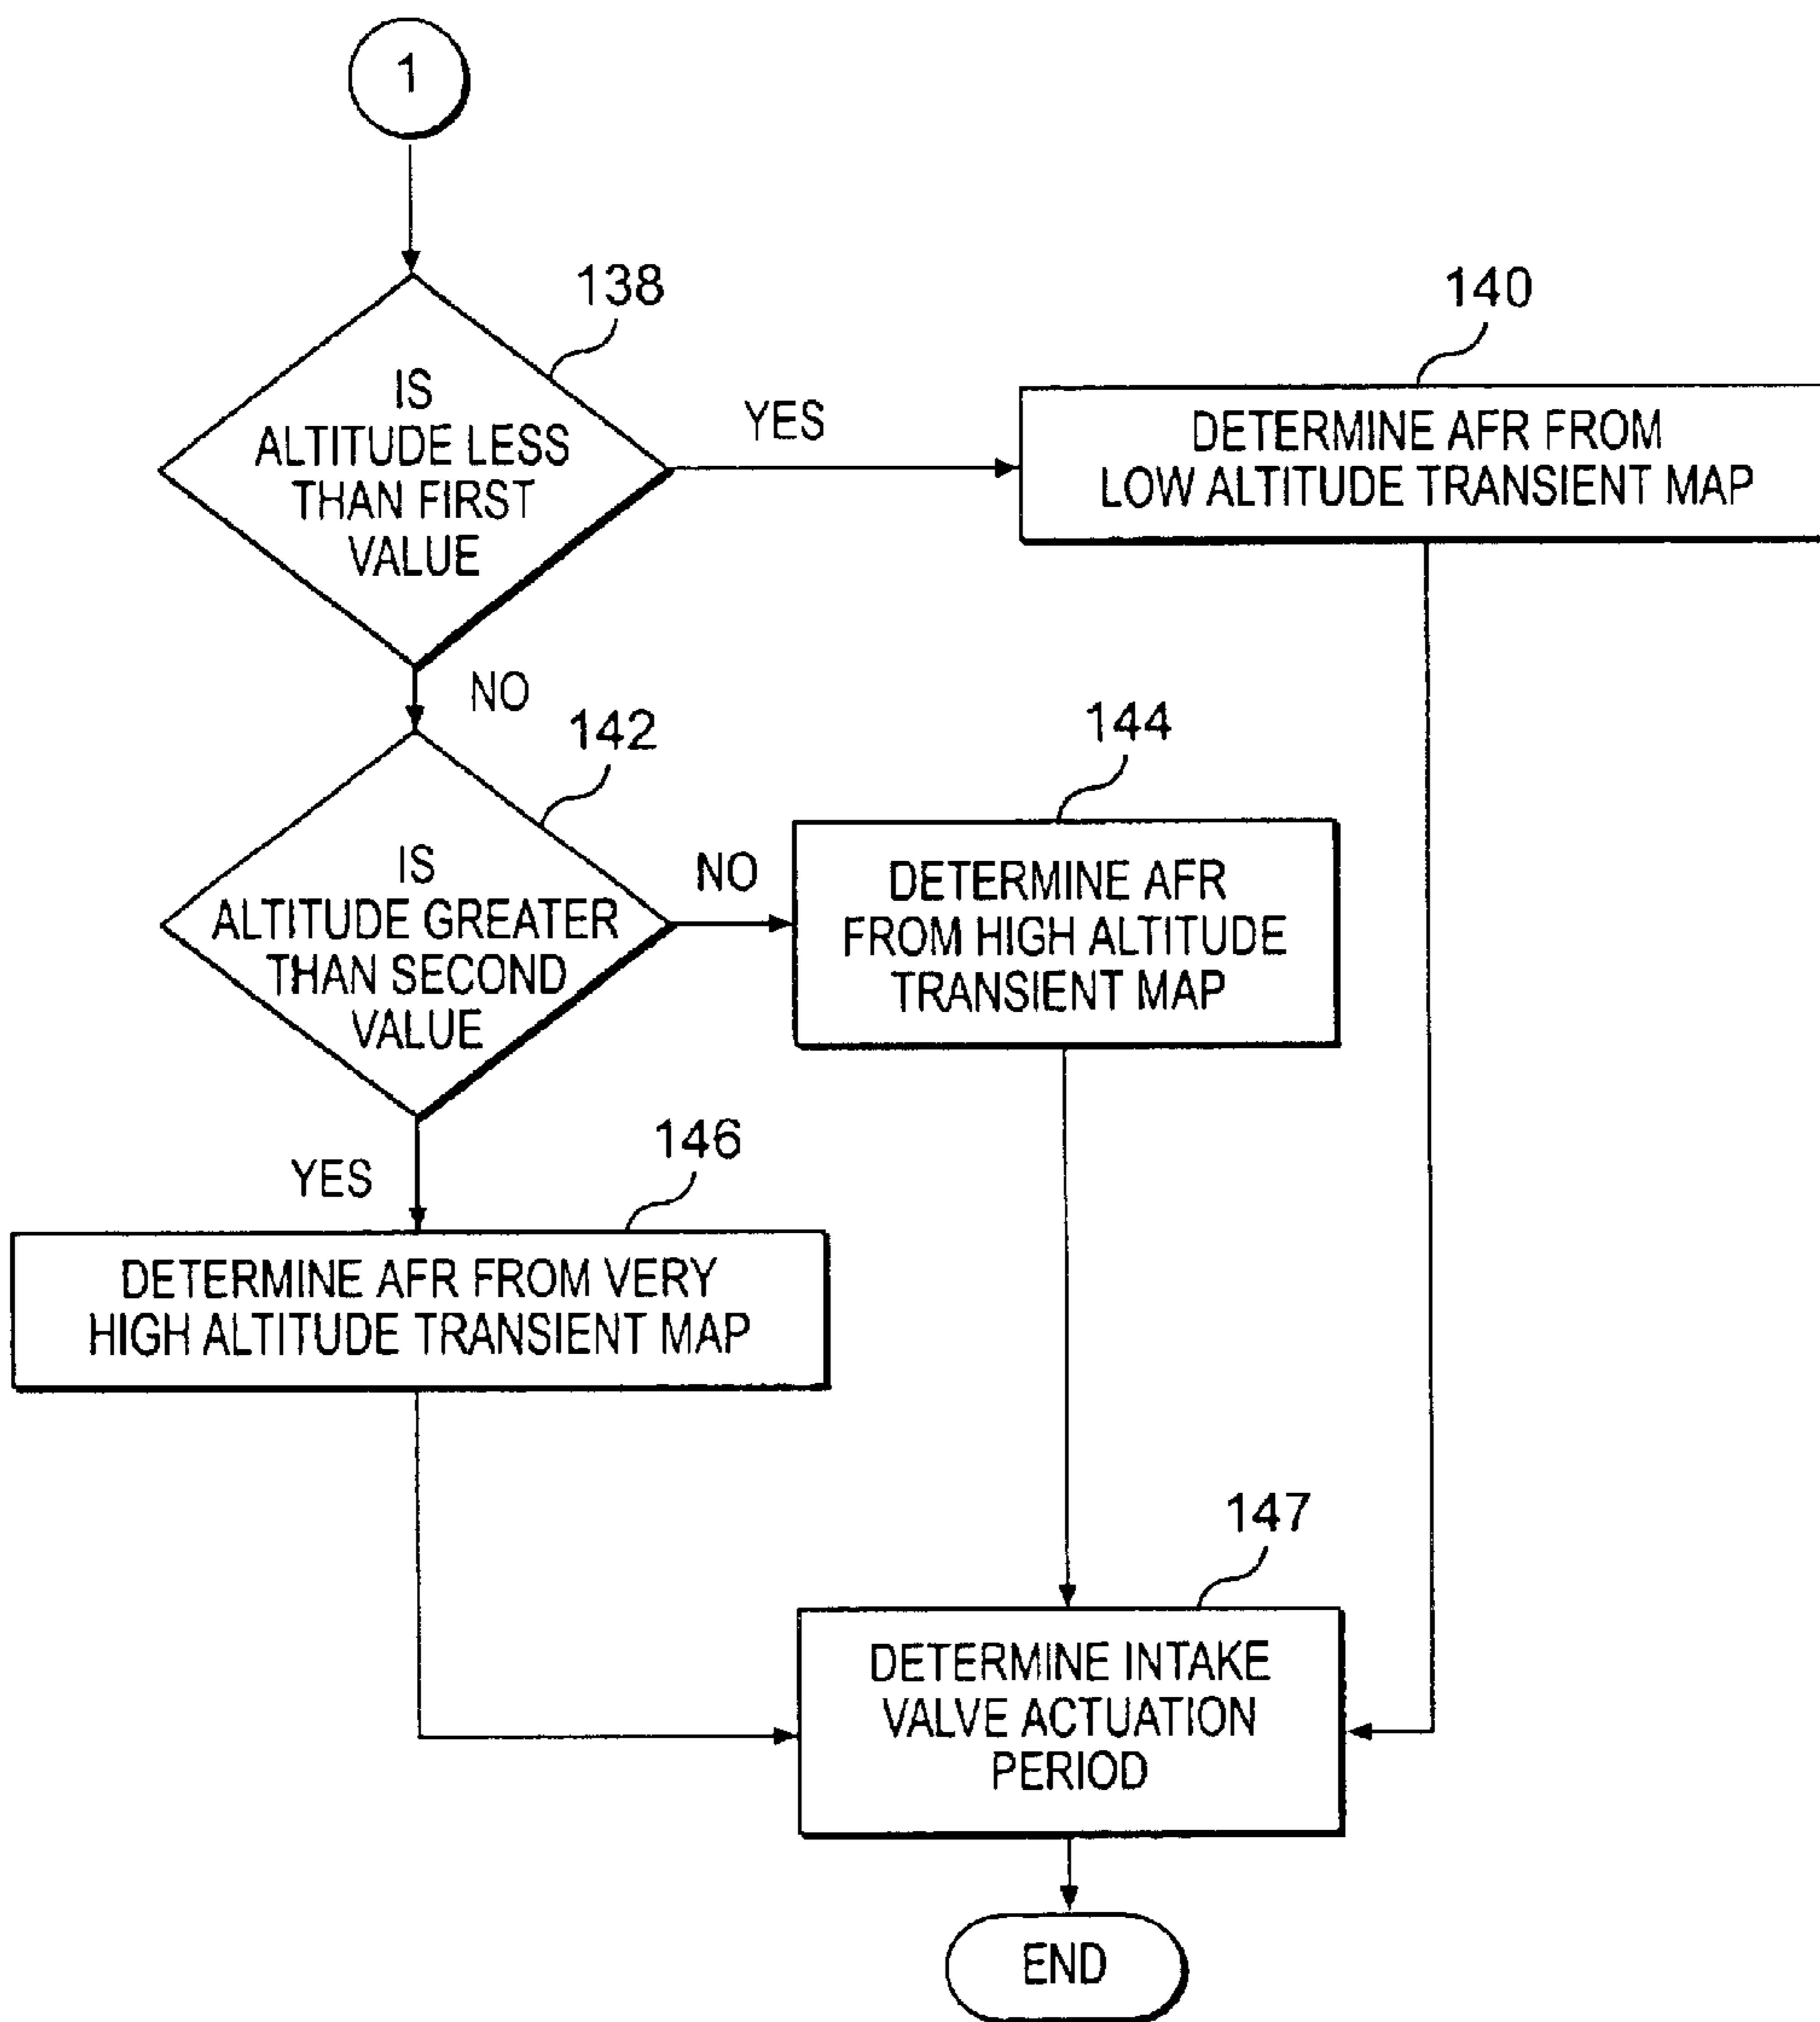 1
138
IS
ALTITUDE LESS
THAN FIRST
VALUE
YES
140
DETERMINE AFR FROM
LOW ALTITUDE TRANSIENT MAP
NO
142
IS
ALTITUDE GREATER
THAN SECOND
VALUE
NO
144
DETERMINE AFR
FROM HIGH ALTITUDE
TRANSIENT MAP
YES
146
DETERMINE AFR FROM VERY
HIGH ALTITUDE TRANSIENT MAP
147
DETERMINE INTAKE
VALVE ACTUATION
PERIOD
END